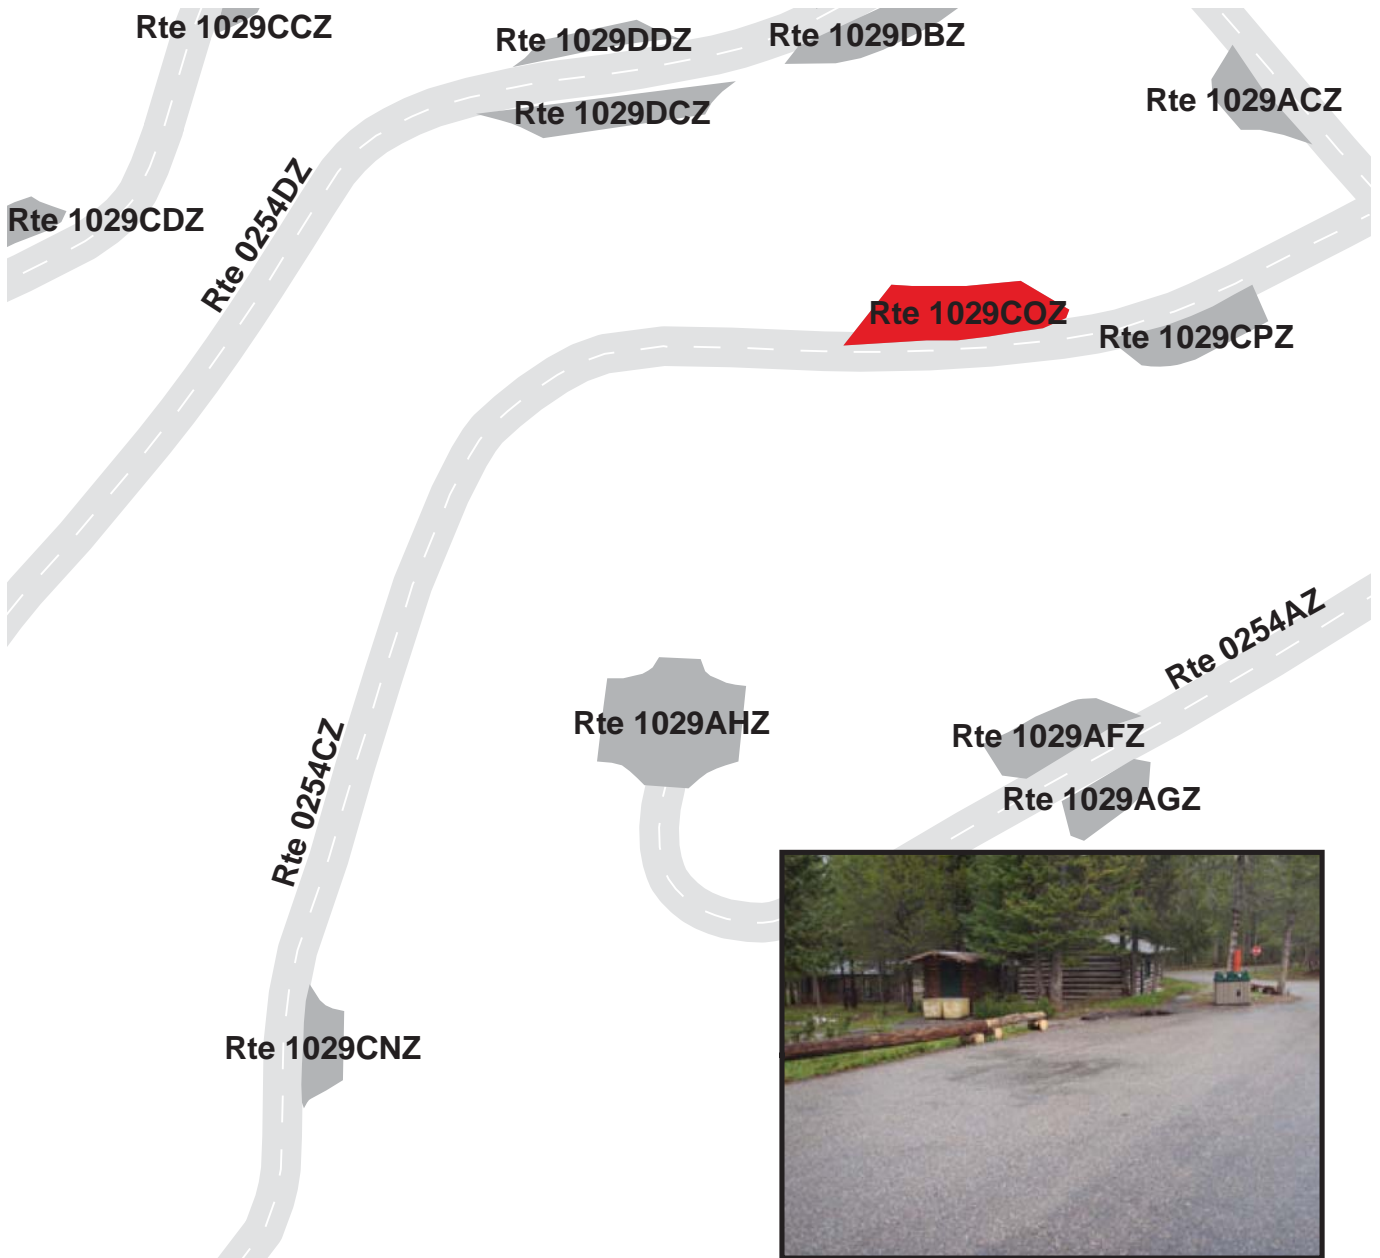 Rte 1029CCZ
Rte 1029DDZ
Rte 1029DBZ
Rte 1029ACZ
Rte 1029DCZ
Rte 0254DZ
Rte 1029CDZ
Rte 1029COZ
Rte 1029CPZ
Rte 0254AZ
Rte 1029AHZ
Rte 1029AFZ
Rte 0254CZ
Rte 1029AGZ
Rte 1029CNZ